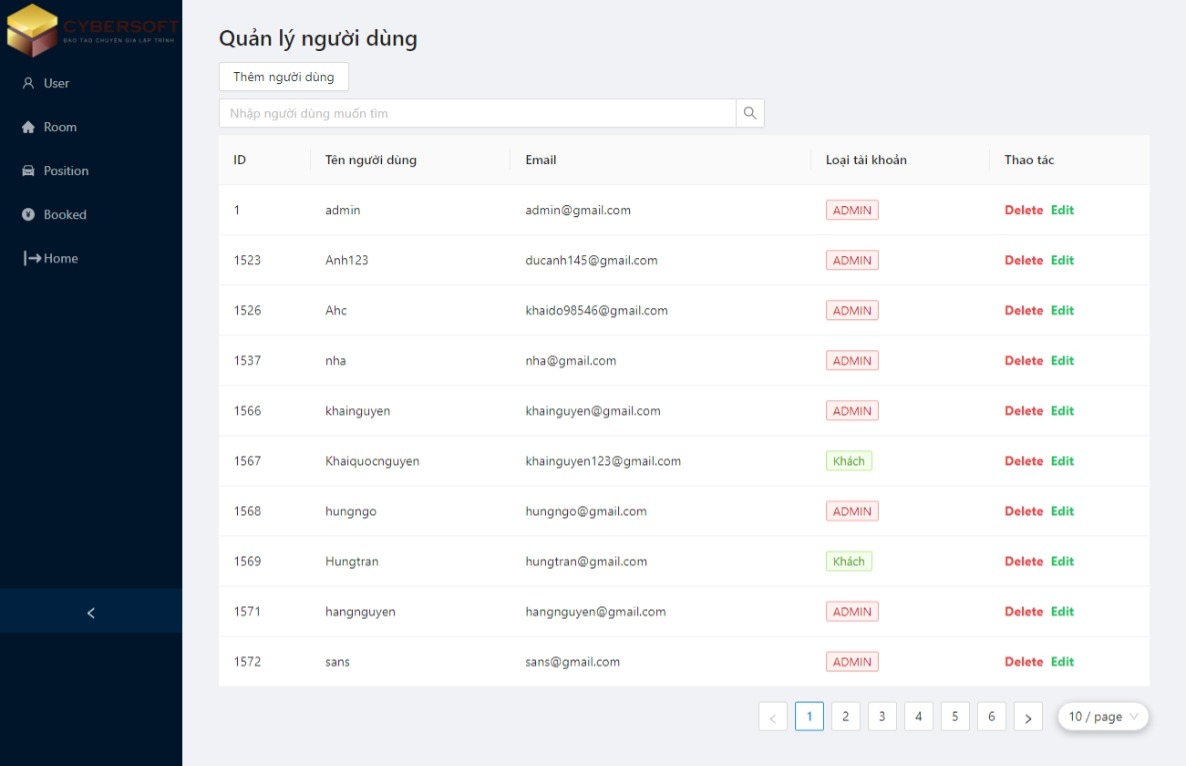 CYBERSOFT
ĐÀO TẠO CHUYÊN GIA LẬP TRÌNH
User
Room
Position
Booked
Home
Quản lý người dùng
Thêm người dùng
Nhập người dùng muốn tìm
ID Tên người dùng Email Loại tài khoản Thao tác
1 admin admin@gmail.com ADMIN Delete Edit
1523 Anh123 ducanh145@gmail.com ADMIN Delete Edit
1526 Ahc khaido98546@gmail.com ADMIN Delete Edit
1537 nha nha@gmail.com ADMIN Delete Edit
1566 khainguyen khainguyen@gmail.com ADMIN Delete Edit
1567 Khaiquocnguyen khainguyen123@gmail.com Khách Delete Edit
1568 hungngo hungngo@gmail.com ADMIN Delete Edit
1569 Hungtran hungtran@gmail.com Khách Delete Edit
1571 hangnguyen hangnguyen@gmail.com ADMIN Delete Edit
1572 sans sans@gmail.com ADMIN Delete Edit
< 1 2 3 4 5 6 > 10 / page